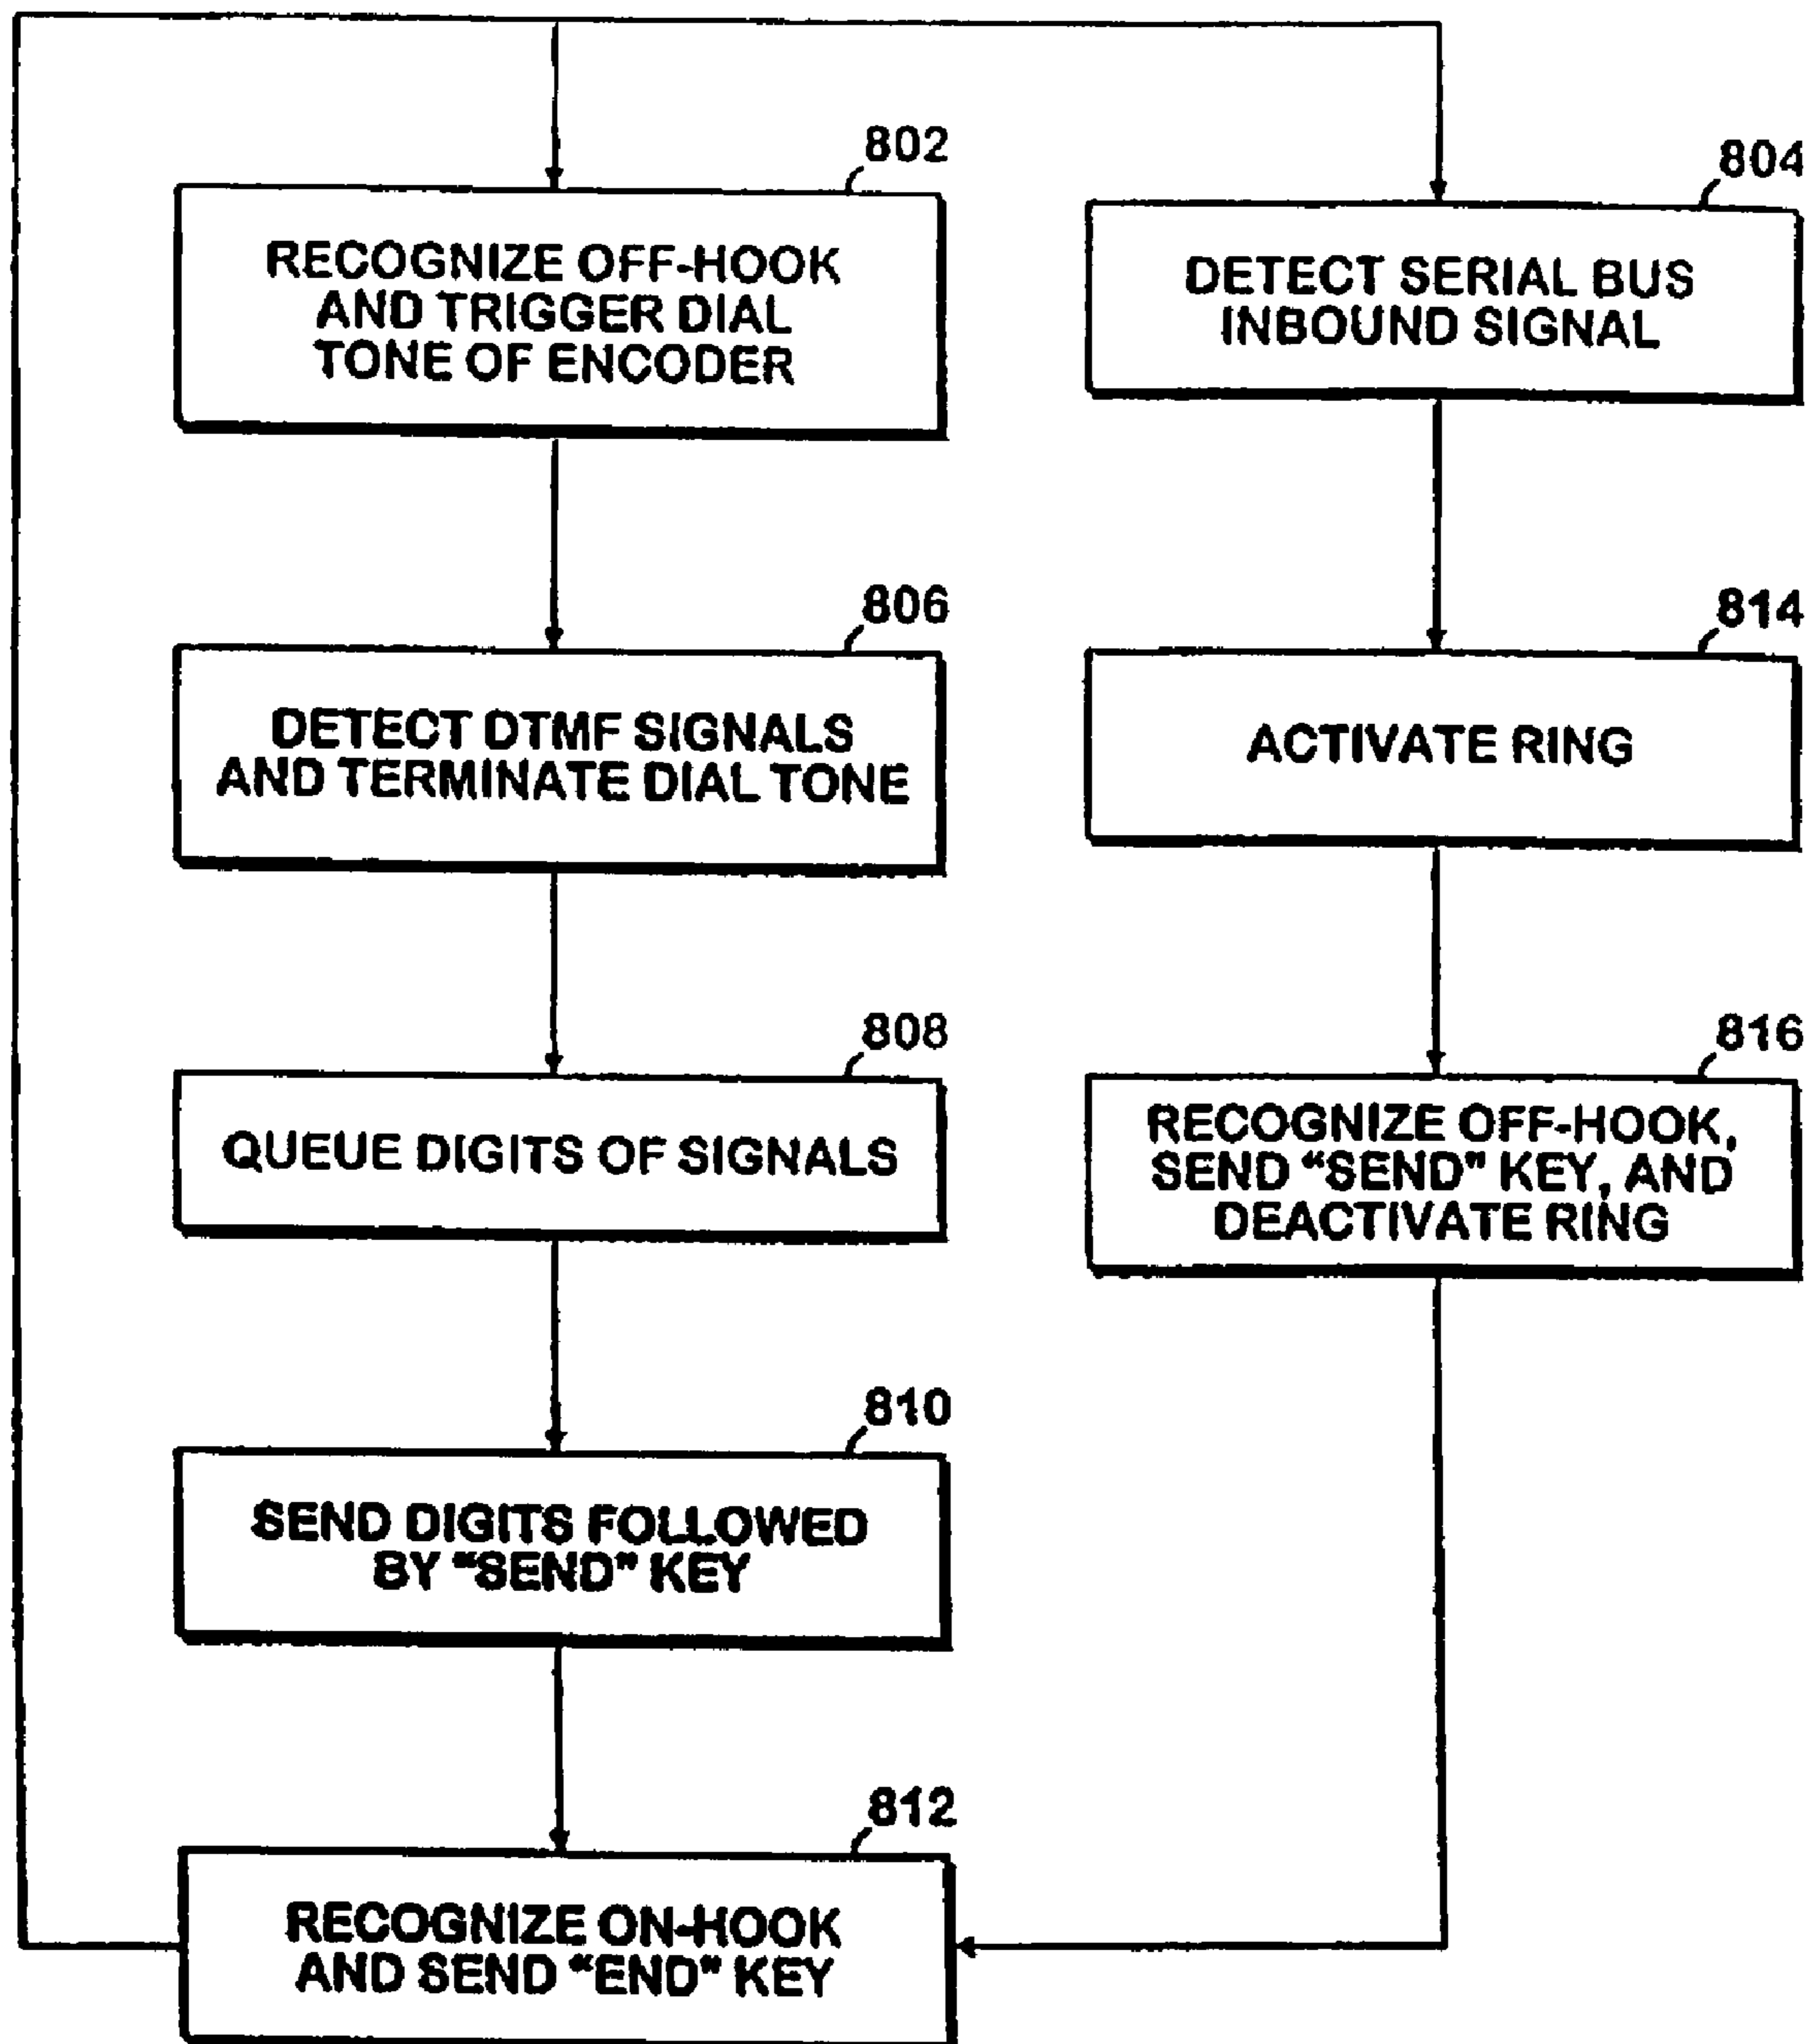 802
RECOGNIZE OFF-HOOK
AND TRIGGER DIAL
TONE OF ENCODER
804
DETECT SERIAL BUS
INBOUND SIGNAL
806
DETECT DTMF SIGNALS
AND TERMINATE DIAL TONE
814
ACTIVATE RING
808
QUEUE DIGITS OF SIGNALS
816
RECOGNIZE OFF-HOOK,
SEND "SEND" KEY, AND
DEACTIVATE RING
810
SEND DIGITS FOLLOWED
BY "SEND" KEY
812
RECOGNIZE ON-HOOK
AND SEND "END" KEY